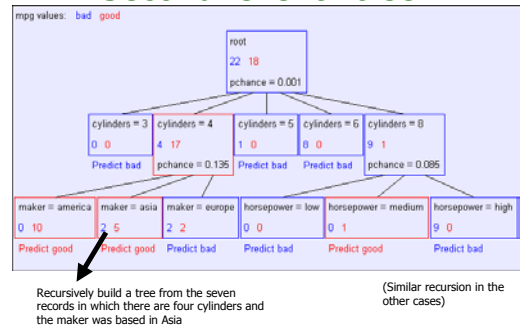 mpg values: bad good
root
22 18
pchance = 0.001
cylinders = 3 cylinders = 4 cylinders = 5 cylinders = 6 cylinders = 8
0 0 4 17 1 0 8 0 9 1
Predict bad pchance = 0.135 Predict bad Predict bad pchance = 0.085
maker = america maker = asia maker = europe horsepower = low horsepower = medium horsepower = high
0 10 2 5 2 2 0 0 0 1 9 0
Predict good Predict good Predict bad Predict bad Predict good Predict bad
Recursively build a tree from the seven
records in which there are four cylinders and
the maker was based in Asia
(Similar recursion in the
other cases)